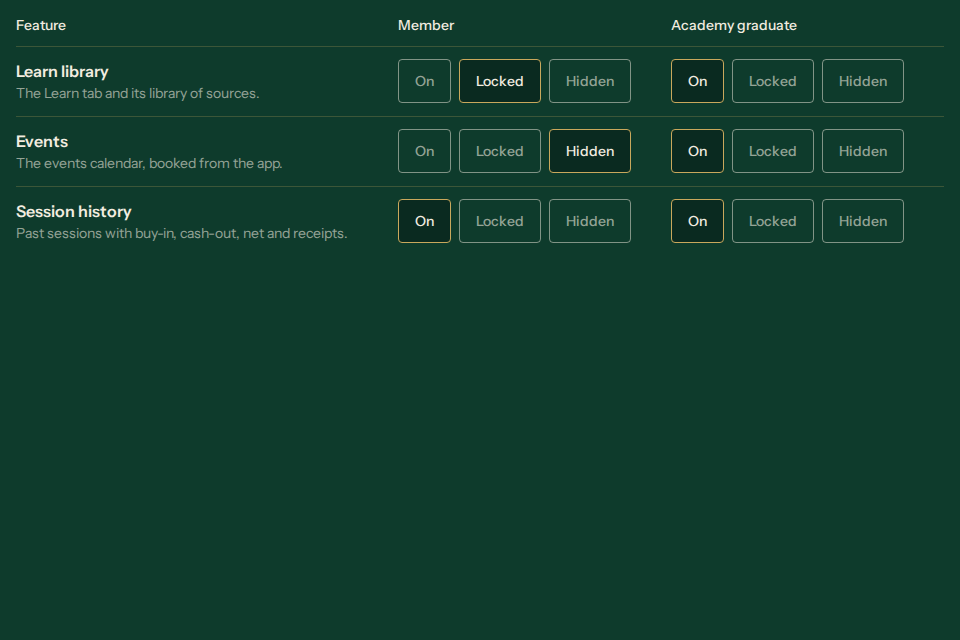 Feature Member Academy graduate
Learn library
The Learn tab and its library of sources.
On Locked Hidden On Locked Hidden
Events
The events calendar, booked from the app.
On Locked Hidden On Locked Hidden
Session history
Past sessions with buy-in, cash-out, net and receipts.
On Locked Hidden On Locked Hidden